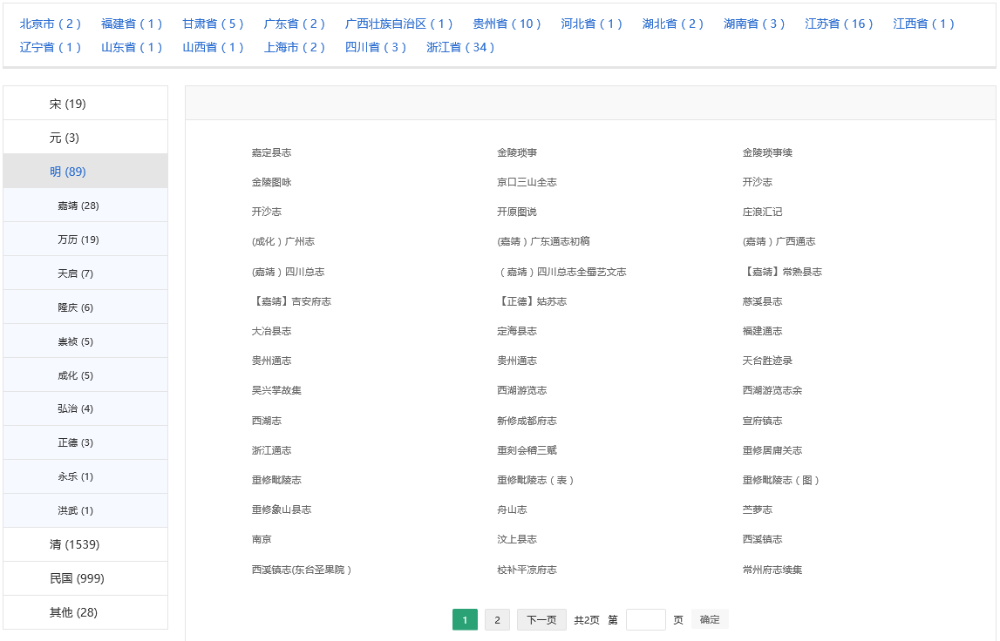 北京市 ( 2 ) 福建省 ( 1 ) 甘肃省 ( 5 ) 广东省 ( 2 ) 广西壮族自治区 ( 1 ) 贵州省 ( 10 ) 河北省 ( 1 ) 湖北省 ( 2 ) 湖南省 ( 3 ) 江苏省 ( 16 ) 江西省 ( 1 )
辽宁省 ( 1 ) 山东省 ( 1 ) 山西省 ( 1 ) 上海市 ( 2 ) 四川省 ( 3 ) 浙江省 ( 34 )
宋 (19)
元 (3)
明 (89)
嘉靖 (28)
万历 (19)
天启 (7)
隆庆 (6)
崇祯 (5)
成化 (5)
弘治 (4)
正德 (3)
永乐 (1)
洪武 (1)
清 (1539)
民国 (999)
其他 (28)
嘉定县志 金陵琐事 金陵琐事续
金陵图咏 京口三山全志 开沙志
开沙志 开原图说 庄浪汇记
(成化 ) 广州志 (嘉靖 ) 广东通志初稿 (嘉靖 ) 广西通志
(嘉靖 ) 四川总志 ( 嘉靖 ) 四川总志全蜀艺文志 【嘉靖】常熟县志
【嘉靖】吉安府志 【正德】姑苏志 慈溪县志
大冶县志 定海县志 福建通志
贵州通志 贵州通志 天台胜迹录
吴兴掌故集 西湖游览志 西湖游览志余
西湖志 新修成都府志 宣府镇志
浙江通志 重刻会稽三赋 重修居庸关志
重修毗陵志 重修毗陵志 ( 表 ) 重修毗陵志 ( 图 )
重修象山县志 舟山志 苎萝志
南京 汶上县志 西溪镇志
西溪镇志(东台圣果院 ) 校补平凉府志 常州府志续集
1 2 下一页 共2页 第 页 确定